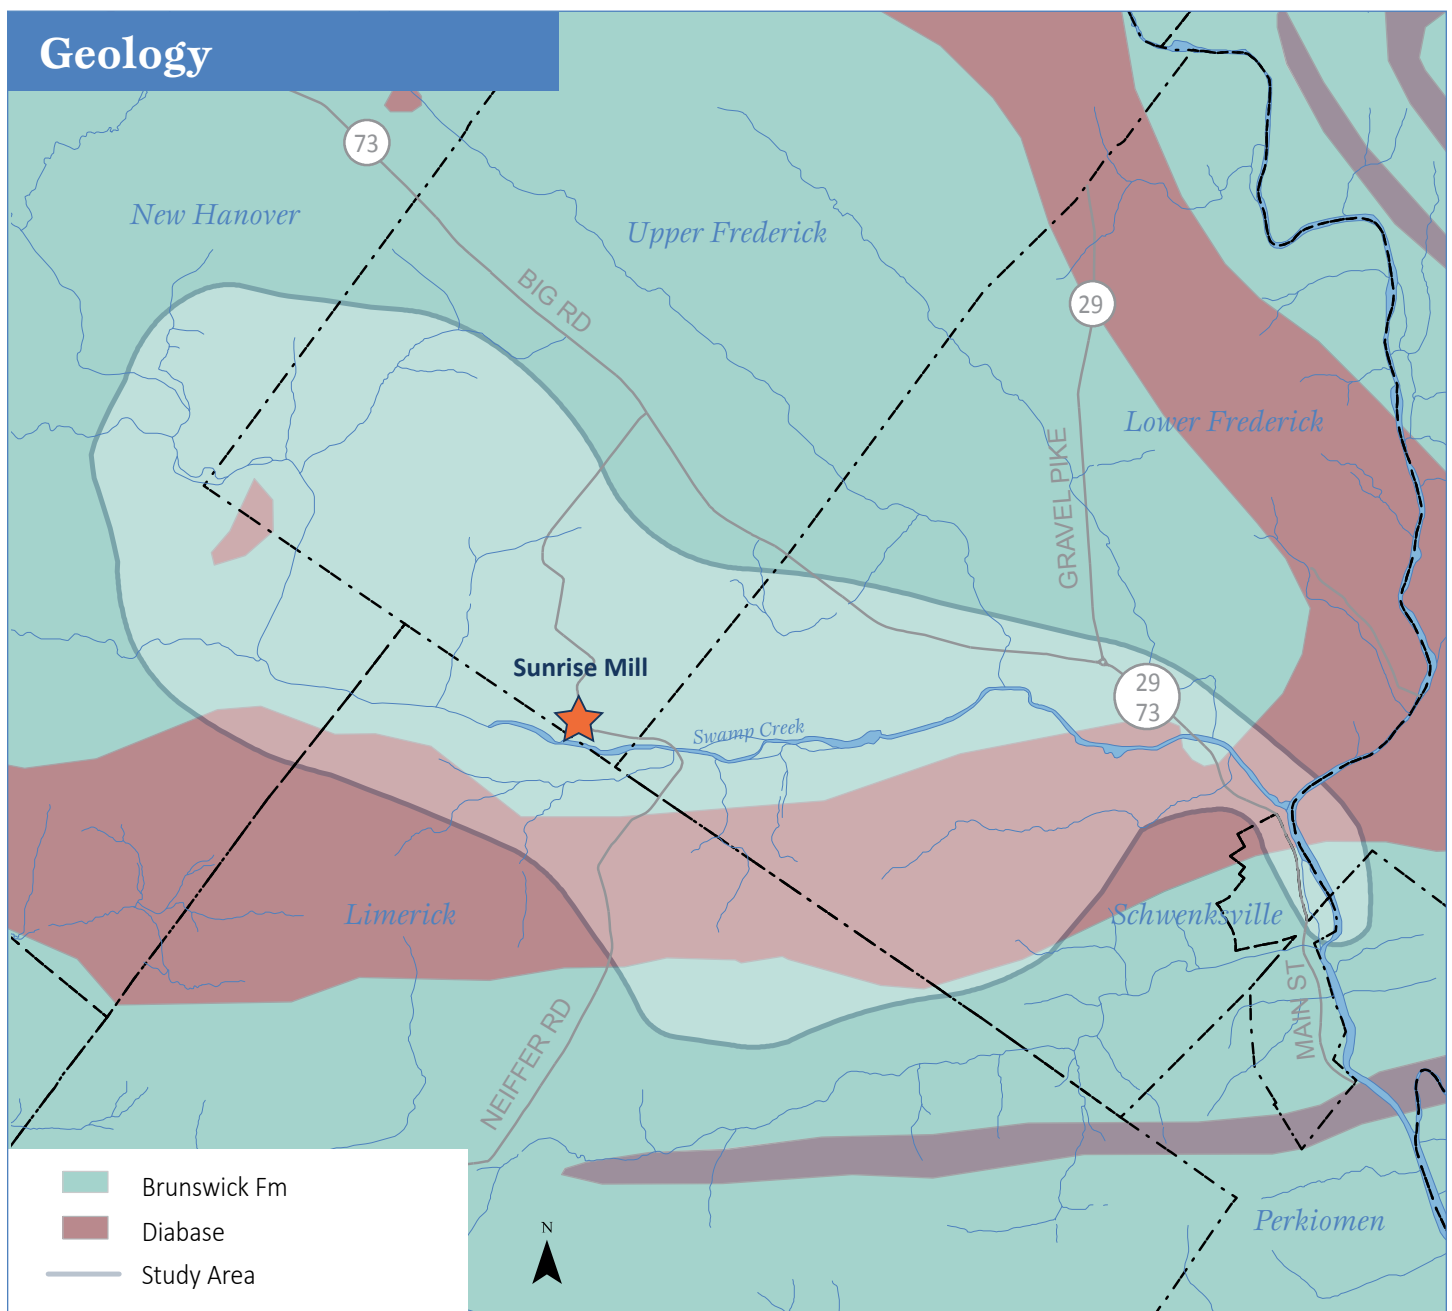 Geology
73
New Hanover
Upper Frederick
BIG RD
29
Lower Frederick
GRAVEL PIKE
Sunrise Mill
29
73
Swamp Creek
Limerick
Schwenksville
MAIN ST
NEIFFER RD
Perkiomen
N
Brunswick Fm
Diabase
Study Area